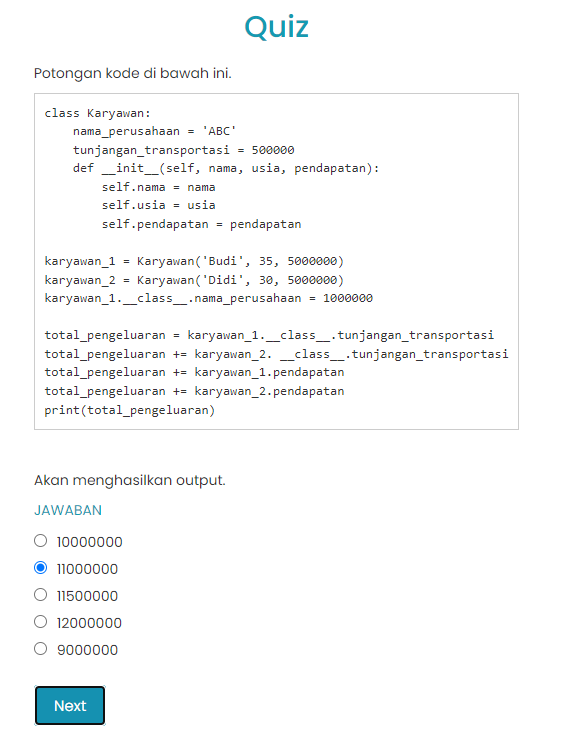 Quiz
Potongan kode di bawah ini.
class Karyawan:
    nama_perusahaan = 'ABC'
    tunjangan_transportasi = 500000
    def __init__(self, nama, usia, pendapatan):
        self.nama = nama
        self.usia = usia
        self.pendapatan = pendapatan
karyawan_1 = Karyawan('Budi', 35, 5000000)
karyawan_2 = Karyawan('Didi', 30, 5000000)
karyawan_1.__class__.nama_perusahaan = 1000000
total_pengeluaran = karyawan_1.__class__.tunjangan_transportasi
total_pengeluaran += karyawan_2. __class__.tunjangan_transportasi
total_pengeluaran += karyawan_1.pendapatan
total_pengeluaran += karyawan_2.pendapatan
print(total_pengeluaran)
Akan menghasilkan output.
JAWABAN
10000000
11000000
11500000
12000000
9000000
Next